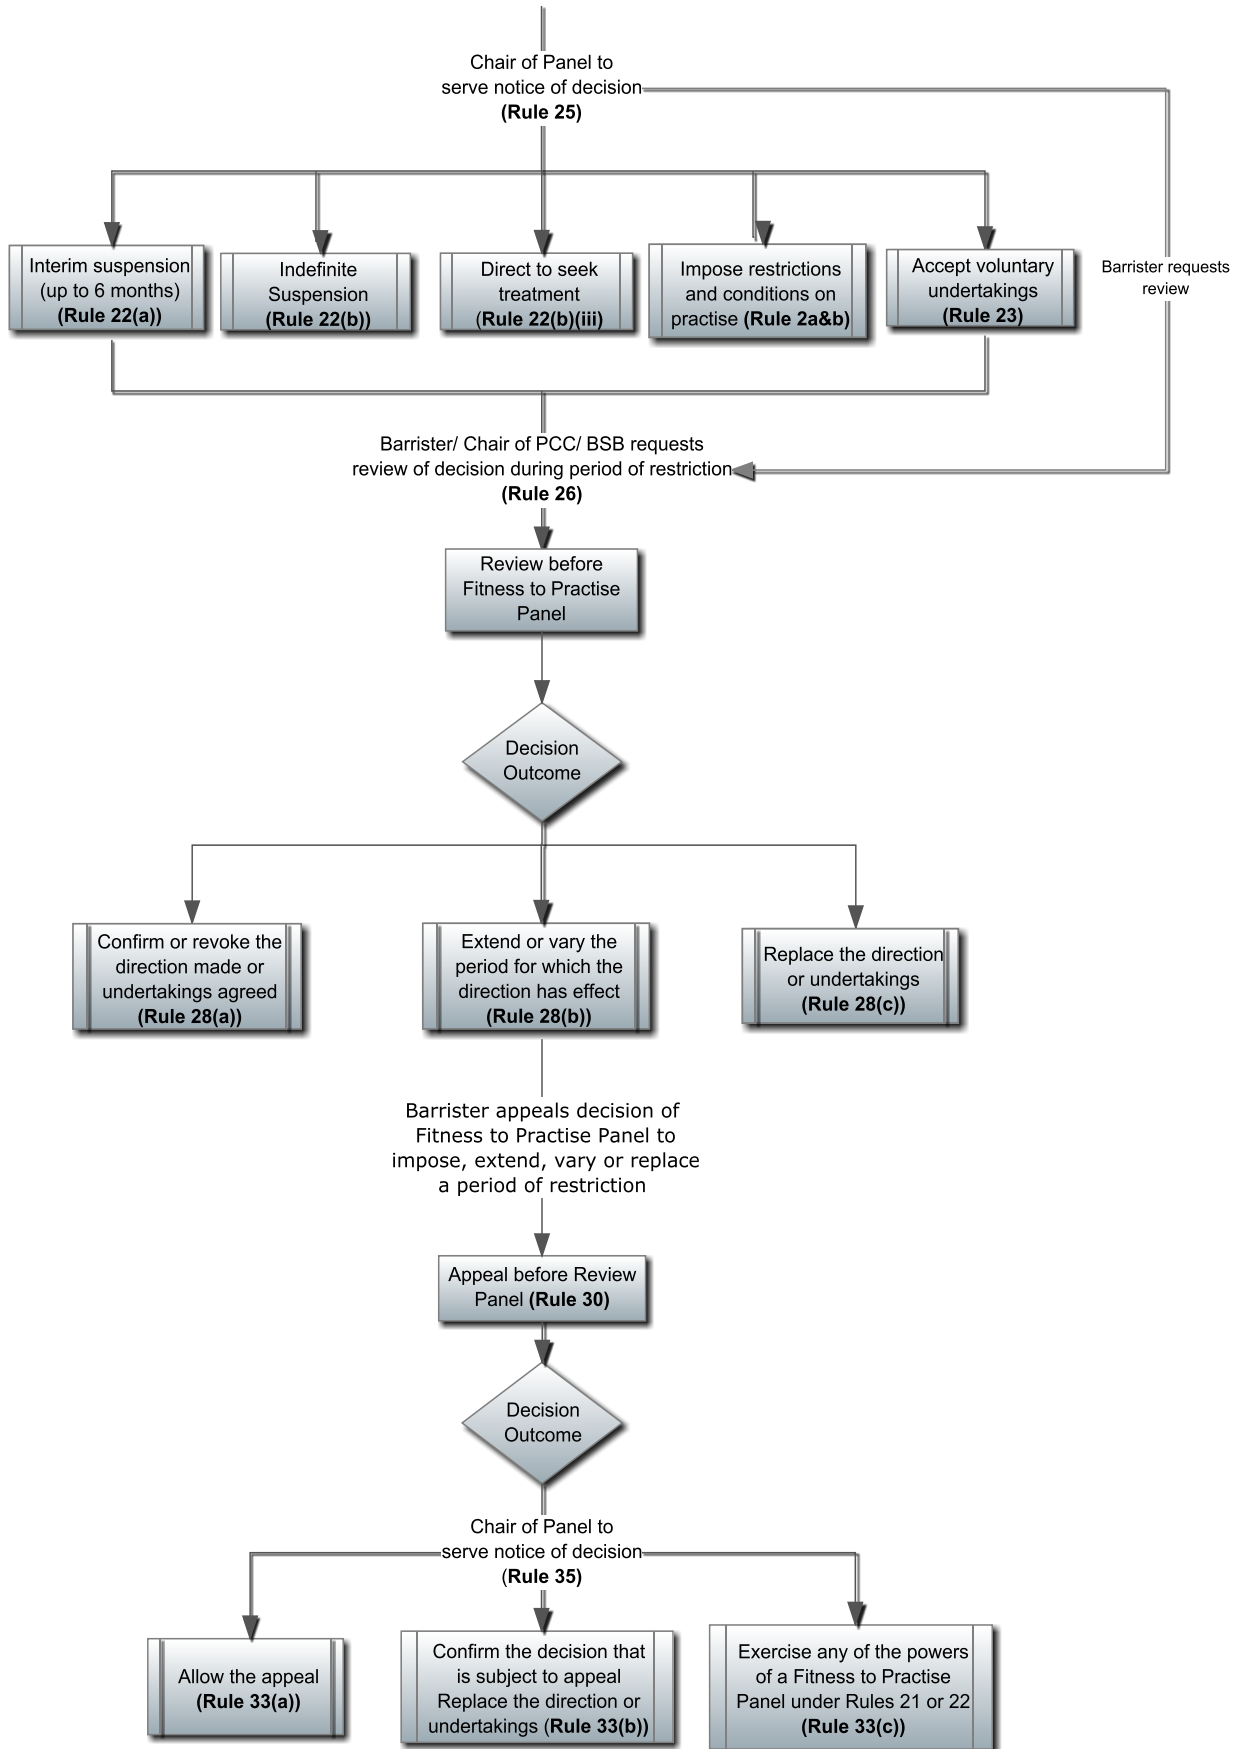 Chair of Panel to
serve notice of decision
(Rule 25)
Interim suspension
(up to 6 months)
(Rule 22(a))
Indefinite
Suspension
(Rule 22(b))
Direct to seek
treatment
(Rule 22(b)(iii)
Impose restrictions
and conditions on
practise (Rule 2a&b)
Accept voluntary
undertakings
(Rule 23)
Barrister requests
review
Barrister/ Chair of PCC/ BSB requests
review of decision during period of restriction
(Rule 26)
Review before
Fitness to Practise
Panel
Decision
Outcome
Confirm or revoke the
direction made or
undertakings agreed
(Rule 28(a))
Extend or vary the
period for which the
direction has effect
(Rule 28(b))
Replace the direction
or undertakings
(Rule 28(c))
Barrister appeals decision of
Fitness to Practise Panel to
impose, extend, vary or replace
a period of restriction
Appeal before Review
Panel (Rule 30)
Decision
Outcome
Chair of Panel to
serve notice of decision
(Rule 35)
Allow the appeal
(Rule 33(a))
Confirm the decision that
is subject to appeal
Replace the direction or
undertakings (Rule 33(b))
Exercise any of the powers
of a Fitness to Practise
Panel under Rules 21 or 22
(Rule 33(c))